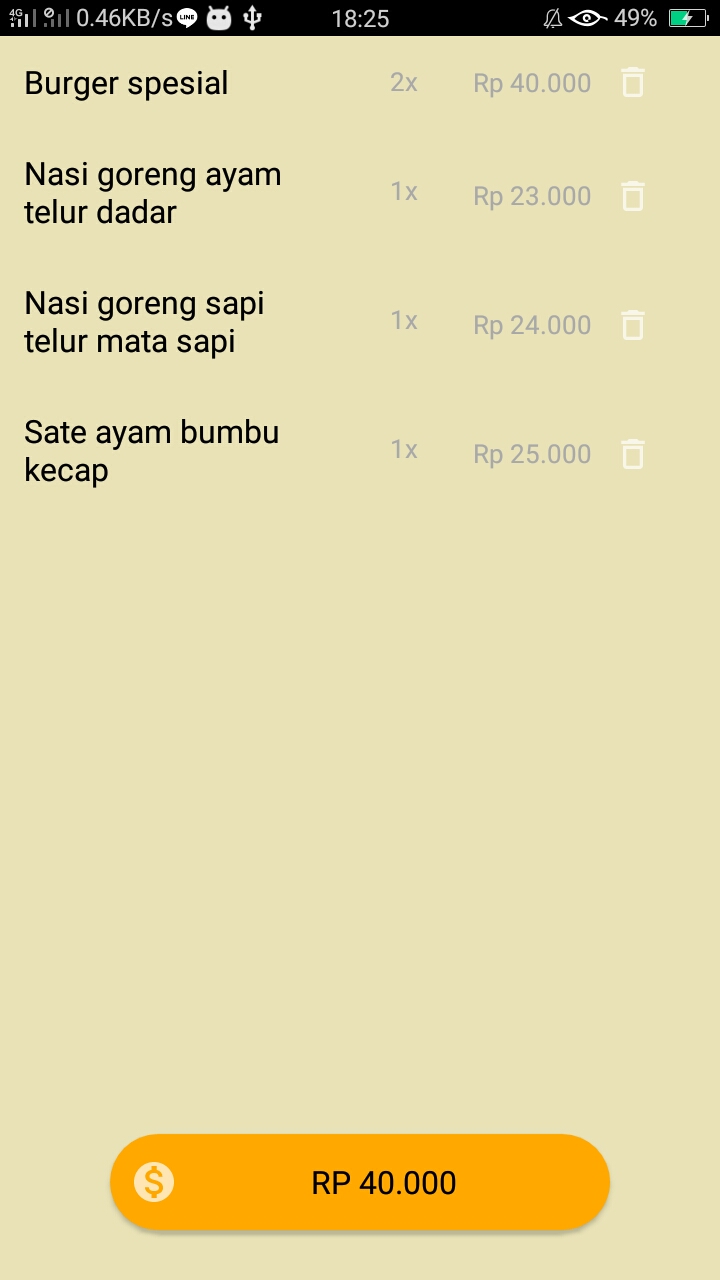 4G 0.46KB/s LINE 18:25 49%
Burger spesial 2x Rp 40.000
Nasi goreng ayam
telur dadar 1x Rp 23.000
Nasi goreng sapi
telur mata sapi 1x Rp 24.000
Sate ayam bumbu
kecap 1x Rp 25.000
$ RP 40.000